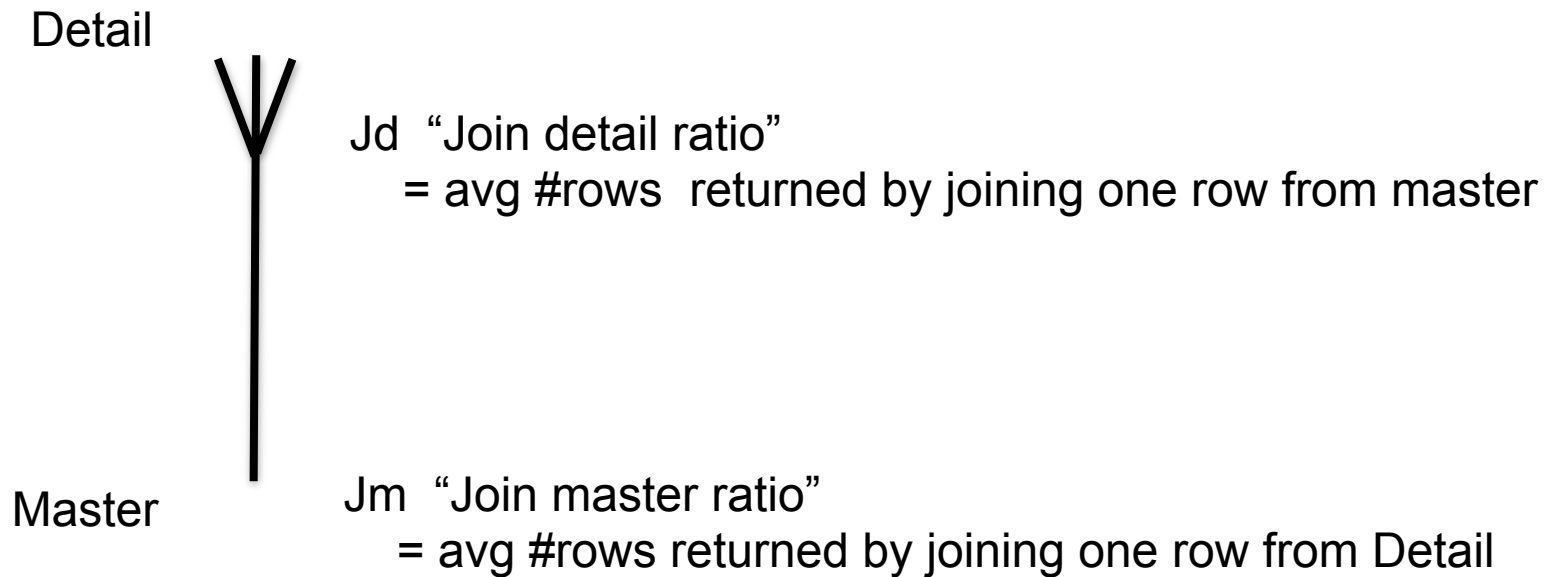 Detail
Jd “Join detail ratio”
= avg #rows returned by joining one row from master
Master
Jm “Join master ratio”
= avg #rows returned by joining one row from Detail